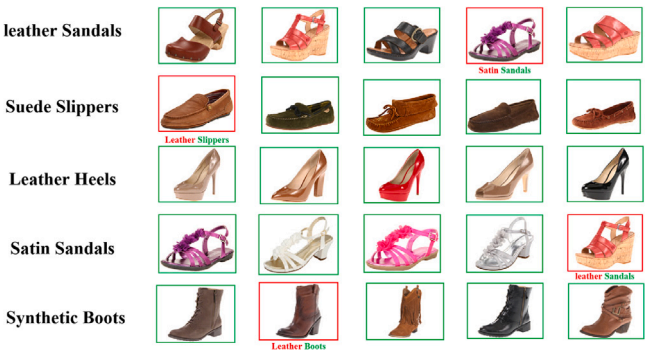 leather Sandals
Satin Sandals
Suede Slippers
Leather Slippers
Leather Heels
Satin Sandals
leather Sandals
Synthetic Boots
Leather Boots